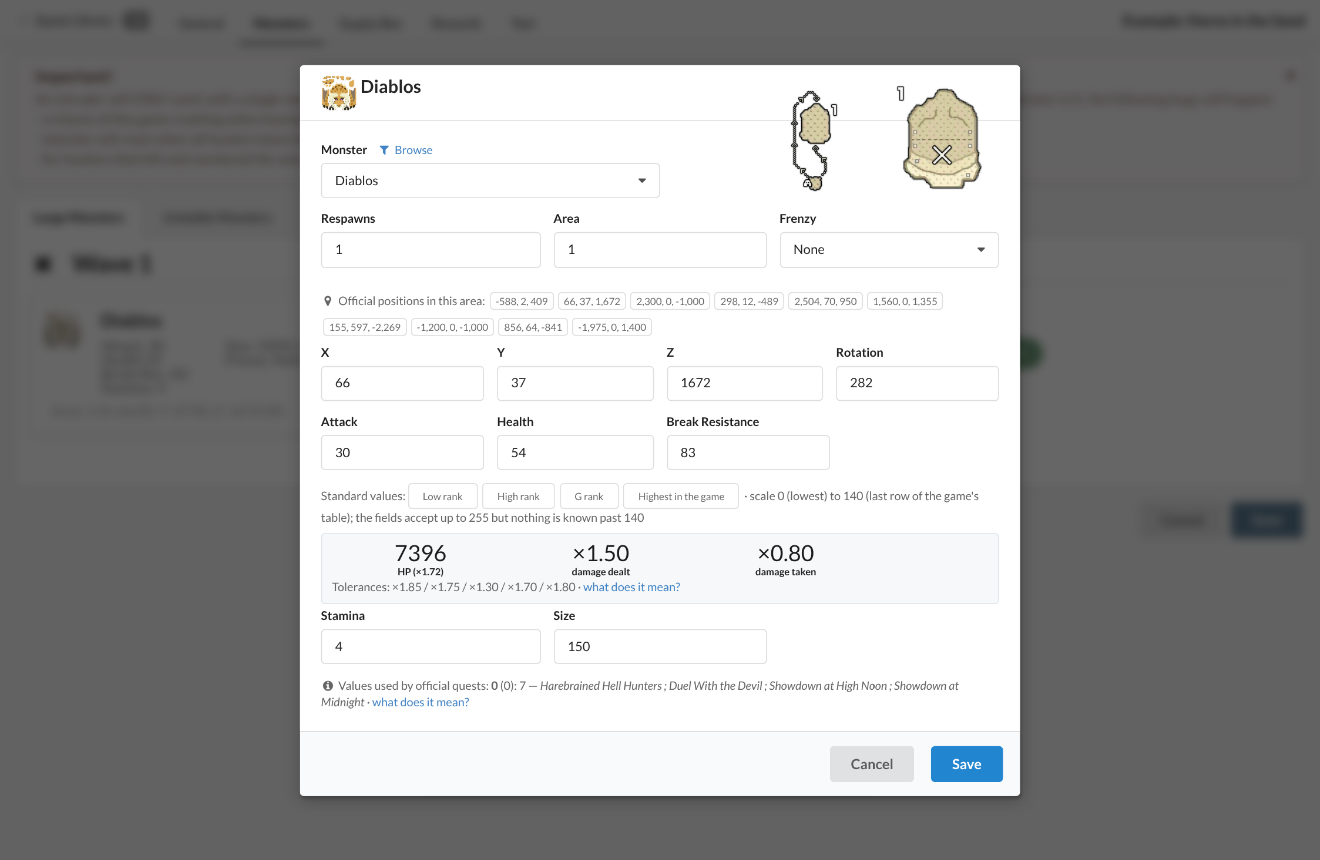 Diablos
1
1
Monster Browse
Diablos
Respawns Area Frenzy
1 1 None
Official positions in this area: -588, 2, 409 66, 37, 1,672 2,300, 0, -1,000 298, 12, -489 2,504, 70, 950 1,560, 0, 1,355
155, 597, -2,269 -1,200, 0, -1,000 856, 64, -841 -1,975, 0, 1,400
X Y Z Rotation
66 37 1672 282
Attack Health Break Resistance
30 54 83
Standard values: Low rank High rank G rank Highest in the game · scale 0 (lowest) to 140 (last row of the game's
table); the fields accept up to 255 but nothing is known past 140
7396 ×1.50 ×0.80
HP (×1.72) damage dealt damage taken
Tolerances: ×1.85 / ×1.75 / ×1.30 / ×1.70 / ×1.80 · what does it mean?
Stamina Size
4 150
Values used by official quests: 0 (0): 7 — Harebrained Hell Hunters ; Duel With the Devil ; Showdown at High Noon ; Showdown at
Midnight · what does it mean?
Cancel Save